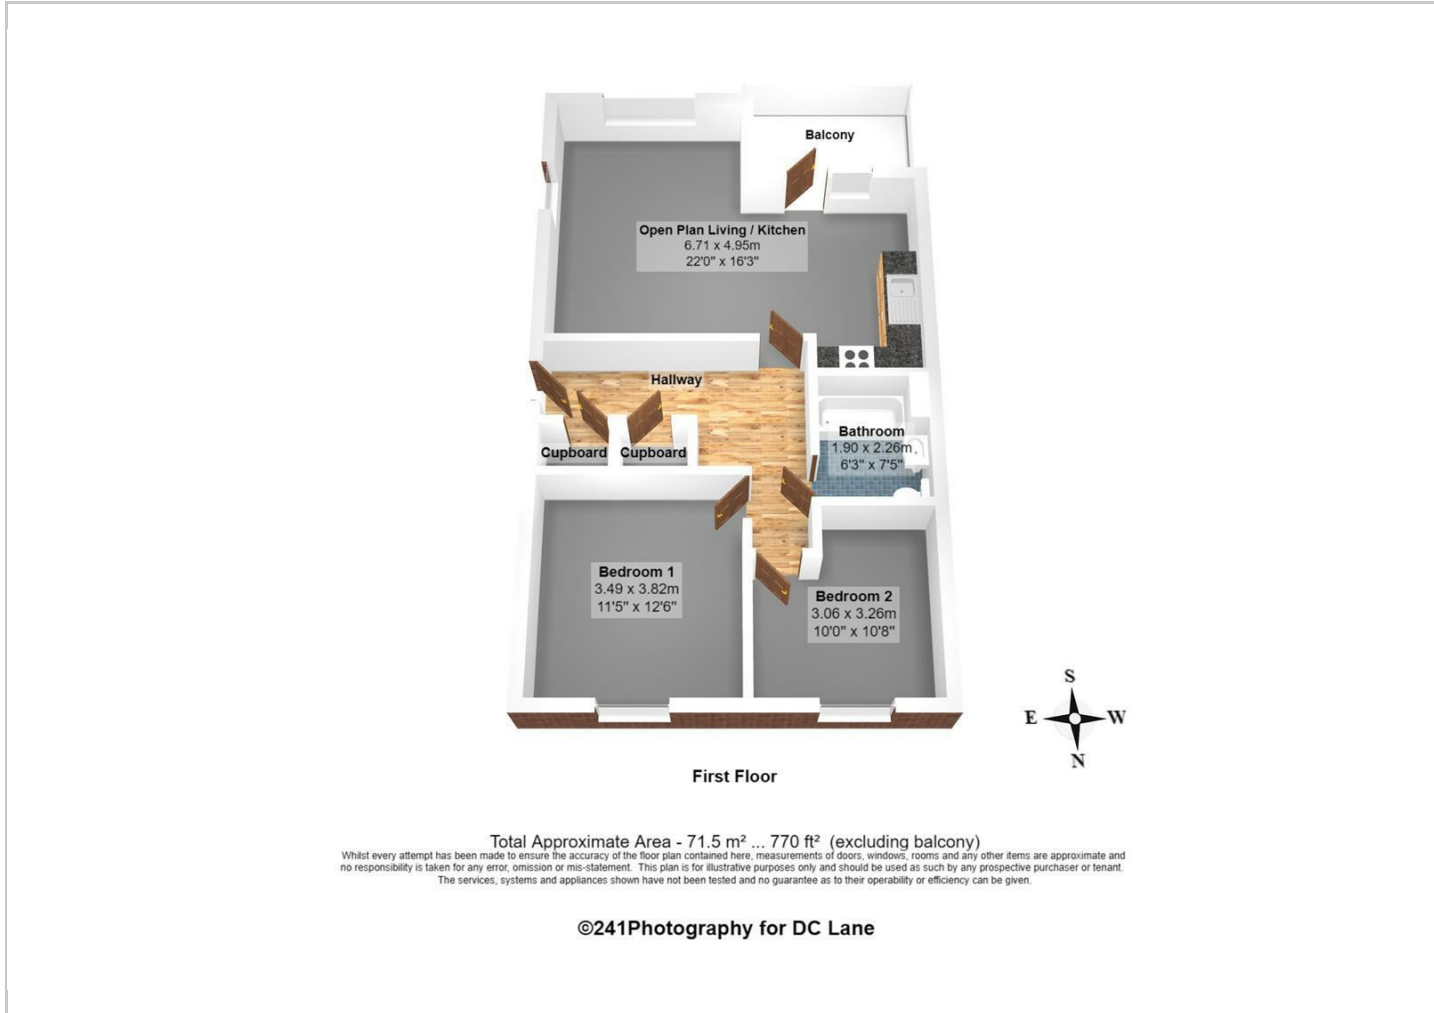 Balcony
Open Plan Living / Kitchen
6.71 x 4.95m
22'0" x 16'3"
Hallway
Bathroom
1.90 x 2.26m
6'3" x 7'5"
Cupboard
Cupboard
Bedroom 1
3.49 x 3.82m
11'5" x 12'6"
Bedroom 2
3.06 x 3.26m
10'0" x 10'8"
S
E W
N
First Floor
Total Approximate Area - 71.5 m² ... 770 ft² (excluding balcony)
Whilst every attempt has been made to ensure the accuracy of the floor plan contained here, measurements of doors, windows, rooms and any other items are approximate and
no responsibility is taken for any error, omission or mis-statement. This plan is for illustrative purposes only and should be used as such by any prospective purchaser or tenant.
The services, systems and appliances shown have not been tested and no guarantee as to their operability or efficiency can be given.
©241Photography for DC Lane